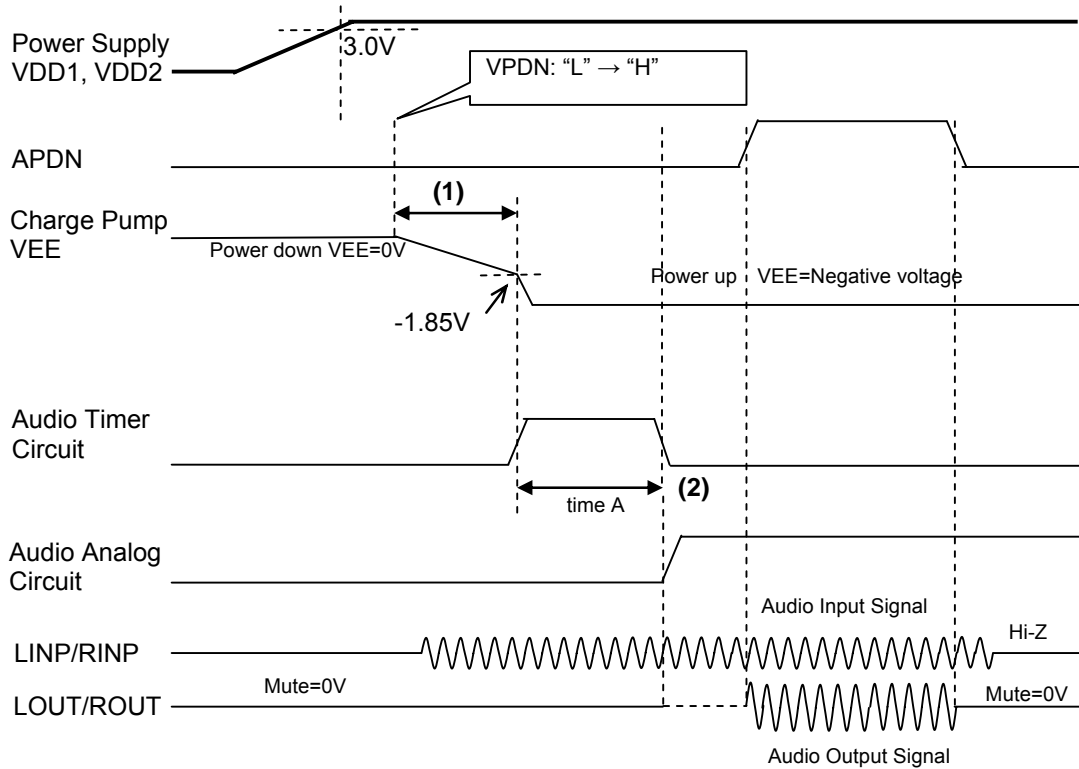 Power Supply
VDD1, VDD2
3.0V
VPDN: “L” → “H”
APDN
(1)
Charge Pump
VEE
Power down VEE=0V
Power up
VEE=Negative voltage
-1.85V
Audio Timer
Circuit
(2)
time A
Audio Analog
Circuit
Audio Input Signal
Hi-Z
LINP/RINP
Mute=0V
Mute=0V
LOUT/ROUT
Audio Output Signal